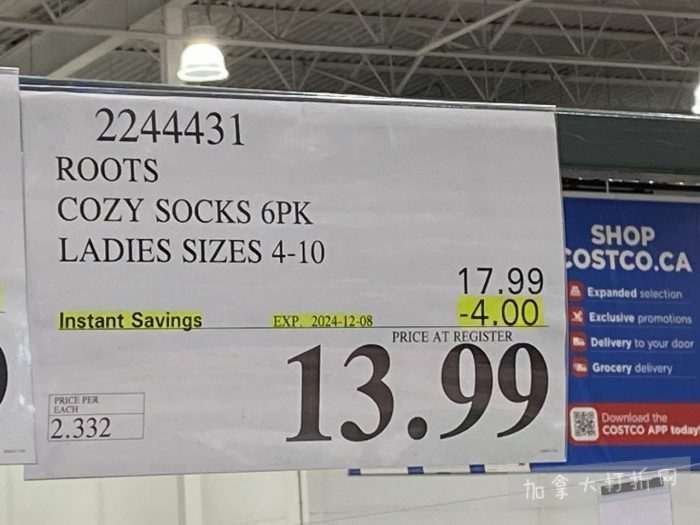 2244431
ROOTS
COZY SOCKS 6PK
LADIES SIZES 4-10
17.99
Instant Savings EXP. 2024-12-08 -4.00
PRICE AT REGISTER
13.99
PRICE PER
EACH
2.332
SHOP
COSTCO.CA
Expanded selection
Exclusive promotions
Delivery to your door
Grocery delivery
Download the
COSTCO APP today
加拿大打折网